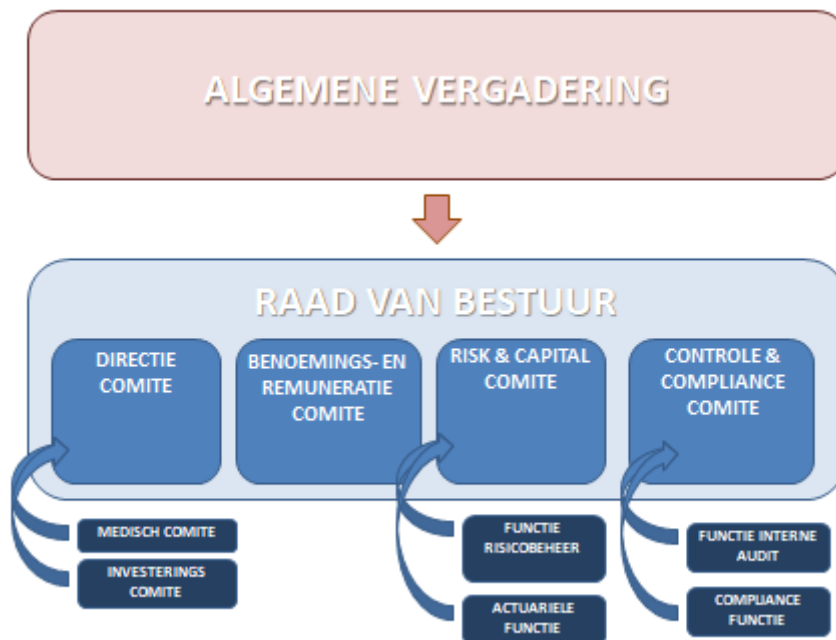 ALGEMENE VERGADERING
RAAD VAN BESTUUR
DIRECTIE
COMITE
BENOEMINGS- EN
REMUNERATIE
COMITE
RISK & CAPITAL
COMITE
CONTROLE &
COMPLIANCE
COMITE
MEDISCH COMITE
INVESTERINGS
COMITE
FUNCTIE
RISICOBEHEER
ACTUARIELE
FUNCTIE
FUNCTIE INTERNE
AUDIT
COMPLIANCE
FUNCTIE